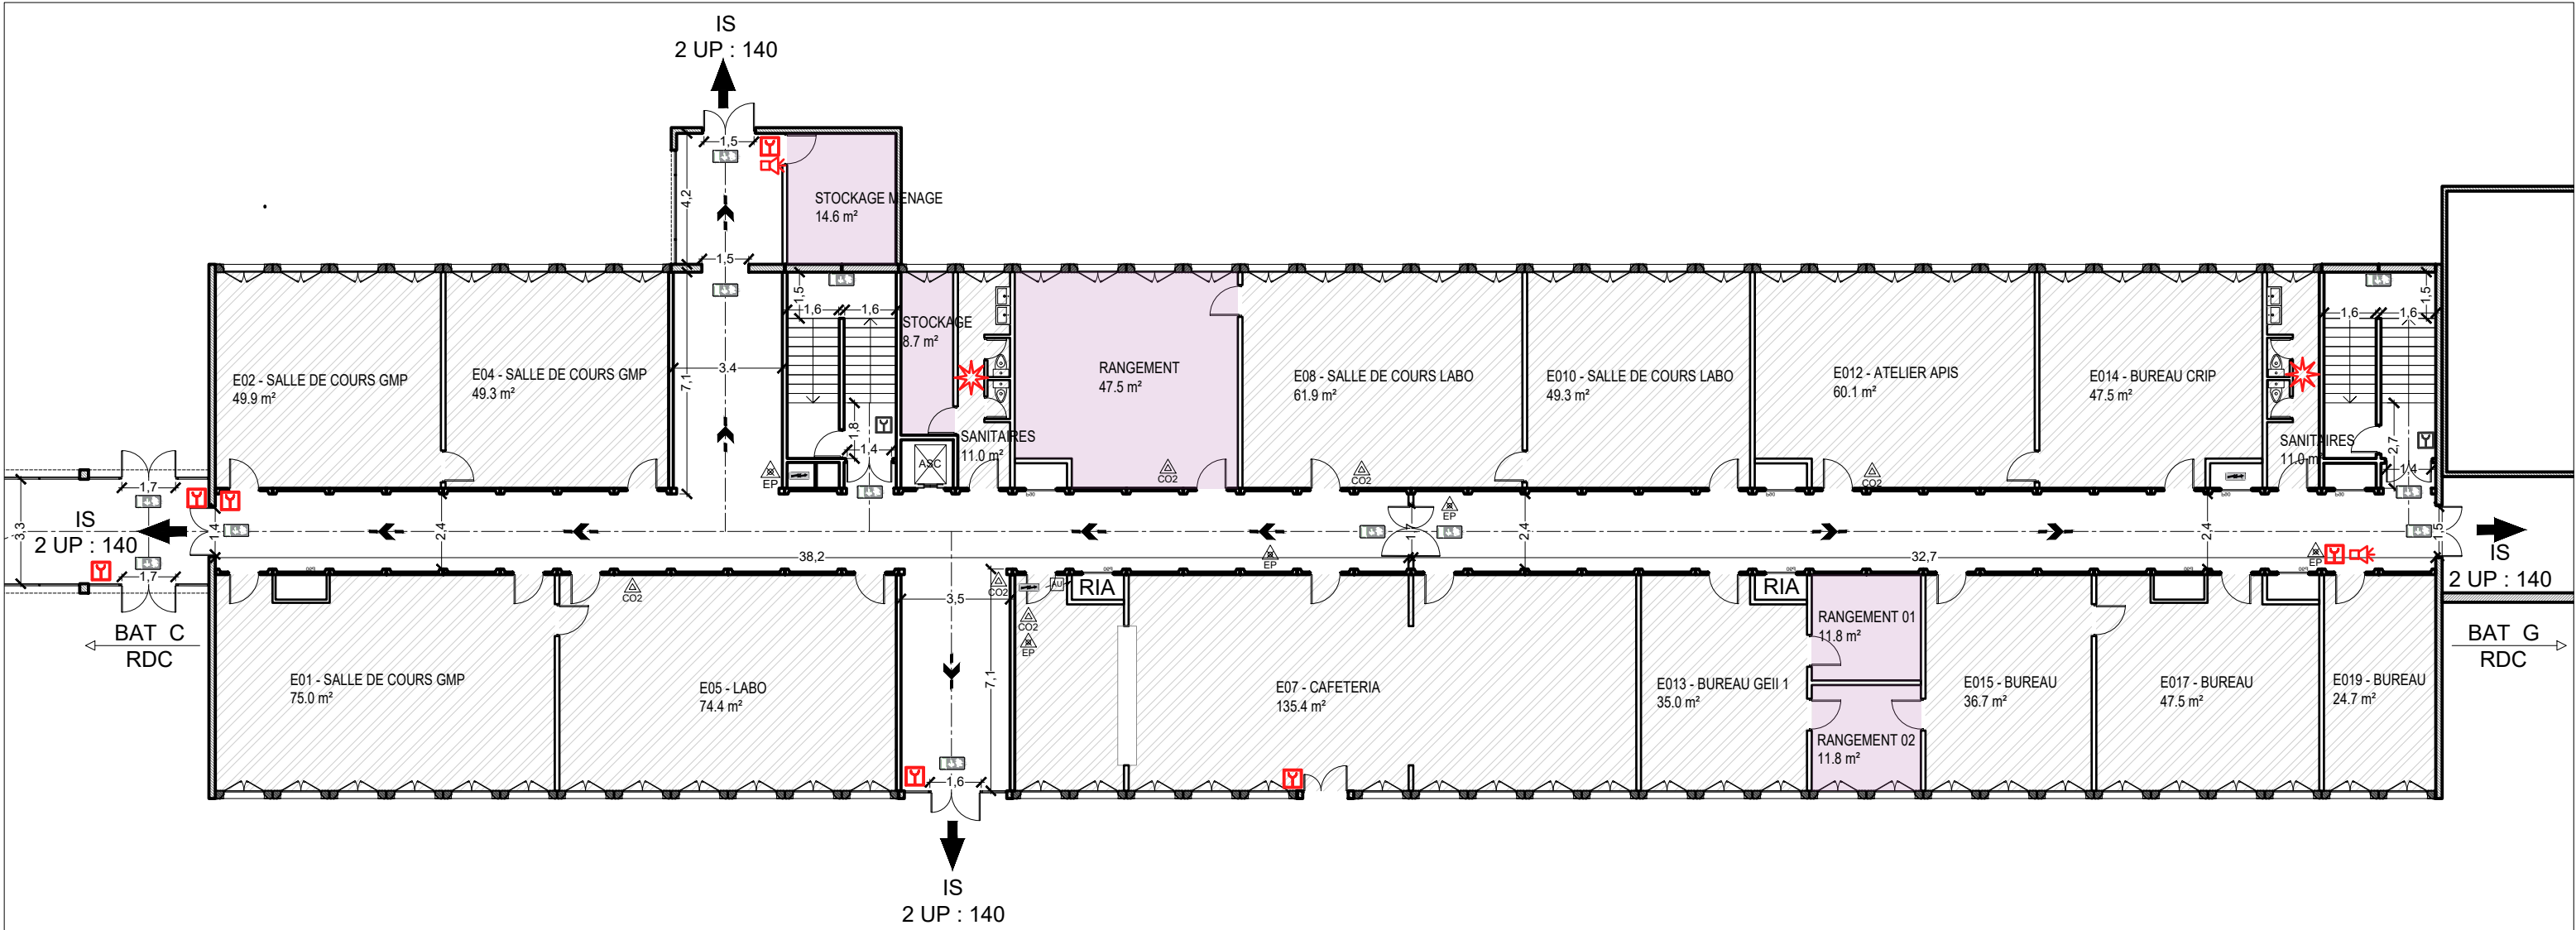 IS
2 UP : 140
1,5
4,2
STOCKAGE MENAGE
14.6 m²
1,5
1,5
1,6
1,6
STOCKAGE
8.7 m²
7,1
3.4
1,8
1,4
ASC
EP
E02 - SALLE DE COURS GMP
49.9 m²
E04 - SALLE DE COURS GMP
49.3 m²
SANITAIRES
11.0 m²
RANGEMENT
47.5 m²
CO2
E08 - SALLE DE COURS LABO
61.9 m²
CO2
E010 - SALLE DE COURS LABO
49.3 m²
E012 - ATELIER APIS
60.1 m²
CO2
E014 - BUREAU CRIP
47.5 m²
SANITAIRES
11.0 m²
1,5
1,6
1,6
2,7
1,4
1,7
3,3
IS
2 UP : 140
1,7
1,4
2,4
38,2
EP
1,7
EP
2,4
32,7
2,4
EP
1,5
IS
2 UP : 140
BAT C
RDC
BAT G
RDC
E01 - SALLE DE COURS GMP
75.0 m²
CO2
E05 - LABO
74.4 m²
3,5
CO2
7,1
1,6
AU
RIA
CO2
EP
E07 - CAFETERIA
135.4 m²
RIA
E013 - BUREAU GEII 1
35.0 m²
RANGEMENT 01
11.8 m²
RANGEMENT 02
11.8 m²
E015 - BUREAU
36.7 m²
E017 - BUREAU
47.5 m²
E019 - BUREAU
24.7 m²
IS
2 UP : 140